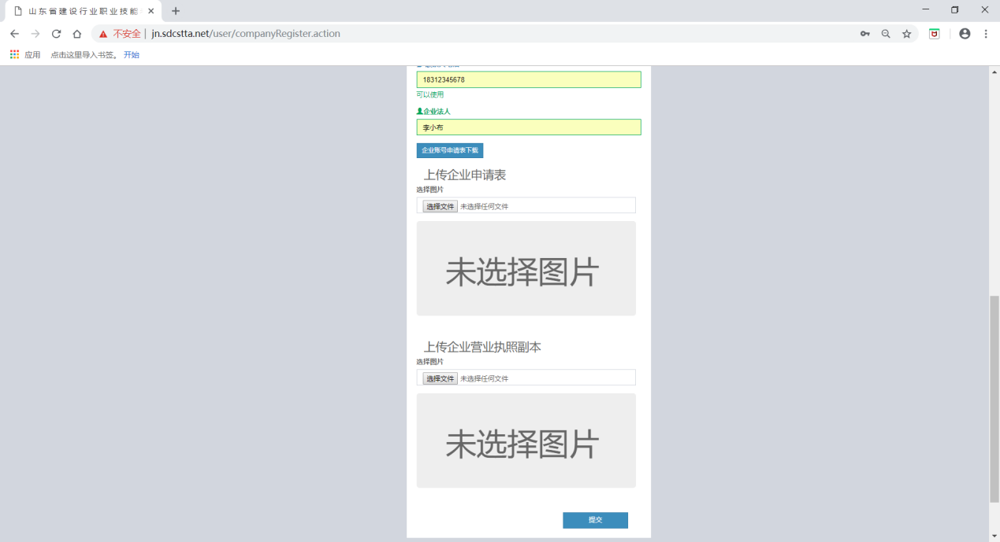 山东省建设行业职业技能
不安全 | jn.sdcstta.net/user/companyRegister.action
应用 点击这里导入书签。 开始
18312345678
可以使用
企业法人
李小布
企业账号申请表下载
上传企业申请表
选择图片
选择文件 未选择任何文件
未选择图片
上传企业营业执照副本
选择图片
选择文件 未选择任何文件
未选择图片
提交